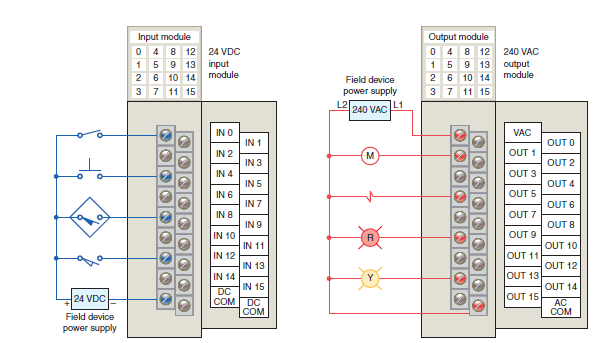 Input module
0 4 8 12
1 5 9 13
2 6 10 14
3 7 11 15
24 VDC
input
module
IN 0
IN 1
IN 2
IN 3
IN 4
IN 5
IN 6
IN 7
IN 8
IN 9
IN 10
IN 11
IN 12
IN 13
IN 14
IN 15
DC
COM
DC
COM
+ 24 VDC –
Field device
power supply
Output module
0 4 8 12
1 5 9 13
2 6 10 14
3 7 11 15
240 VAC
output
module
Field device
power supply
L2 240 VAC L1
M
R
Y
VAC
OUT 0
OUT 1
OUT 2
OUT 3
OUT 4
OUT 5
OUT 6
OUT 7
OUT 8
OUT 9
OUT 10
OUT 11
OUT 12
OUT 13
OUT 14
OUT 15
AC
COM